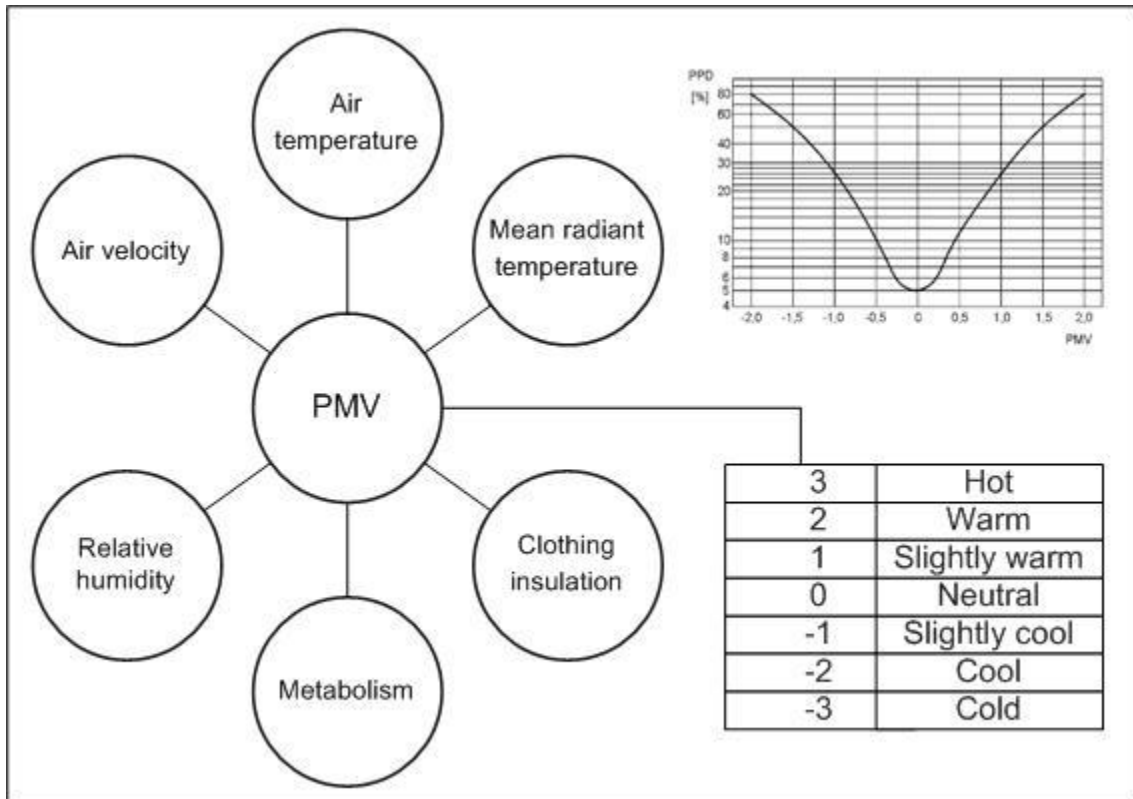 Air
temperature
Air velocity
Mean radiant
temperature
PMV
Relative
humidity
Clothing
insulation
Metabolism
PPD
[%]
80
60
40
30
20
10
8
6
5
4
-2,0 -1,5 -1,0 -0,5 0 0,5 1,0 1,5 2,0
PMV
3 Hot
2 Warm
1 Slightly warm
0 Neutral
-1 Slightly cool
-2 Cool
-3 Cold